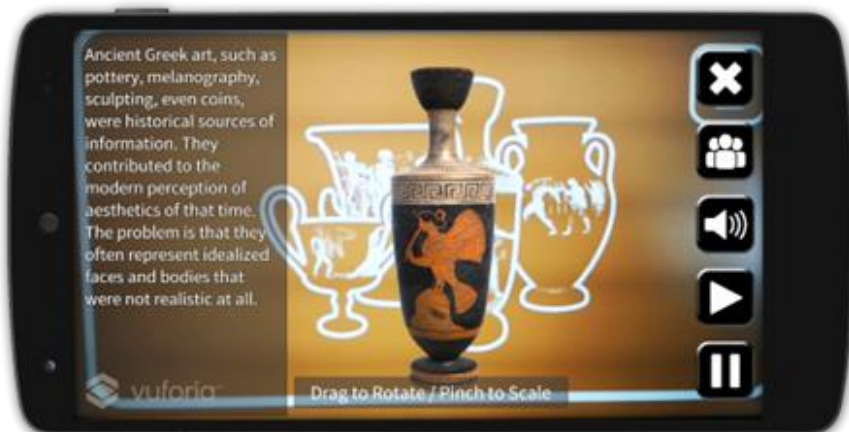 Ancient Greek art, such as
pottery, melanography,
sculpting, even coins,
were historical sources of
information. They
contributed to the
modern perception of
aesthetics of that time.
The problem is that they
often represent idealized
faces and bodies that
were not realistic at all.
vuforia™
Drag to Rotate / Pinch to Scale